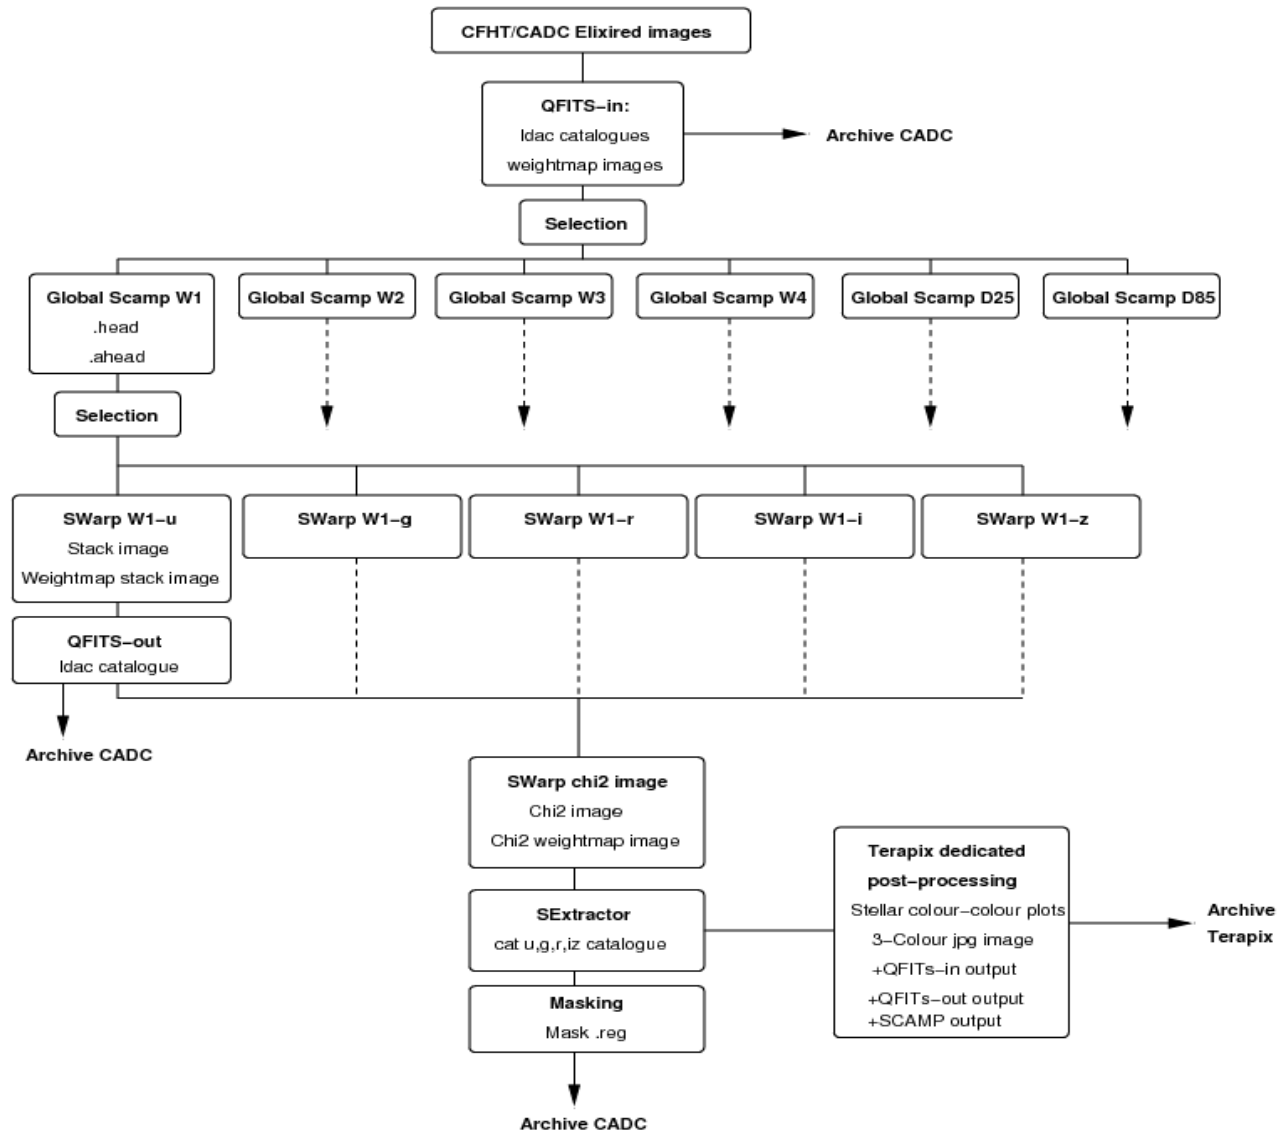 CFHT/CADC Elixired images
QFITS-in:
ldac catalogues
weightmap images
Archive CADC
Selection
Global Scamp W1
.head
.ahead
Global Scamp W2
Global Scamp W3
Global Scamp W4
Global Scamp D25
Global Scamp D85
Selection
SWarp W1-u
Stack image
Weightmap stack image
SWarp W1-g
SWarp W1-r
SWarp W1-i
SWarp W1-z
QFITS-out
ldac catalogue
Archive CADC
SWarp chi2 image
Chi2 image
Chi2 weightmap image
SExtractor
cat u,g,r,iz catalogue
Masking
Mask .reg
Archive CADC
Terapix dedicated
post-processing
Stellar colour-colour plots
3-Colour jpg image
+QFITs-in output
+QFITs-out output
+SCAMP output
Archive
Terapix